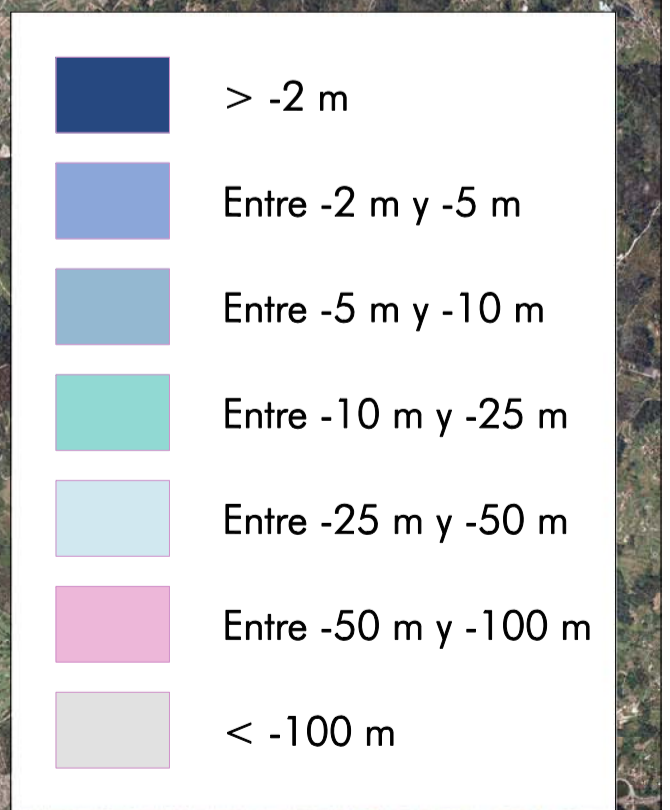 > -2 m
Entre -2 m y -5 m
Entre -5 m y -10 m
Entre -10 m y -25 m
Entre -25 m y -50 m
Entre -50 m y -100 m
< -100 m